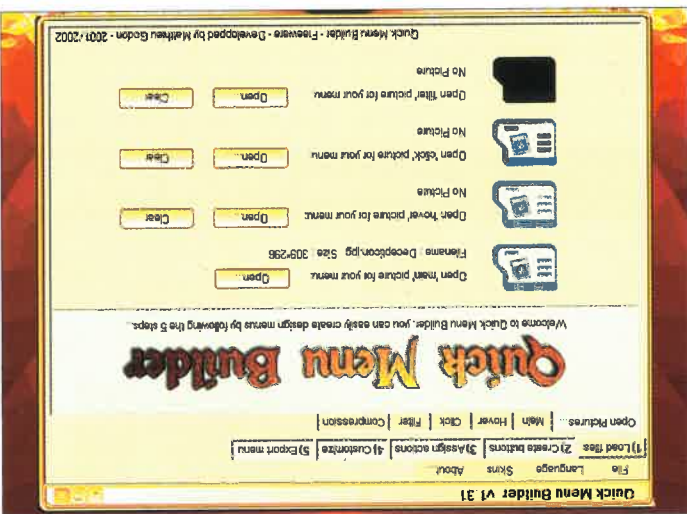 Quick Menu Builder v1.31
File Language Skins About...
1) Load files 2) Create buttons 3) Assign actions 4) Customize 5) Export menu
Open Pictures... Main Hover Click Filter Compression
Quick Menu Builder
Welcome to Quick Menu Builder, you can easily create design menus by following the 5 steps...
Open 'main' picture for your menu: Open...
Filename : Decepticon.jpg Size : 309*296
Open 'hover' picture for your menu: Open... Clear
No Picture
Open 'click' picture for your menu: Open... Clear
No Picture
Open 'filter' picture for your menu: Open... Clear
No Picture
Quick Menu Builder - Freeware - Developped by Mathieu Godon - 2001 / 2002